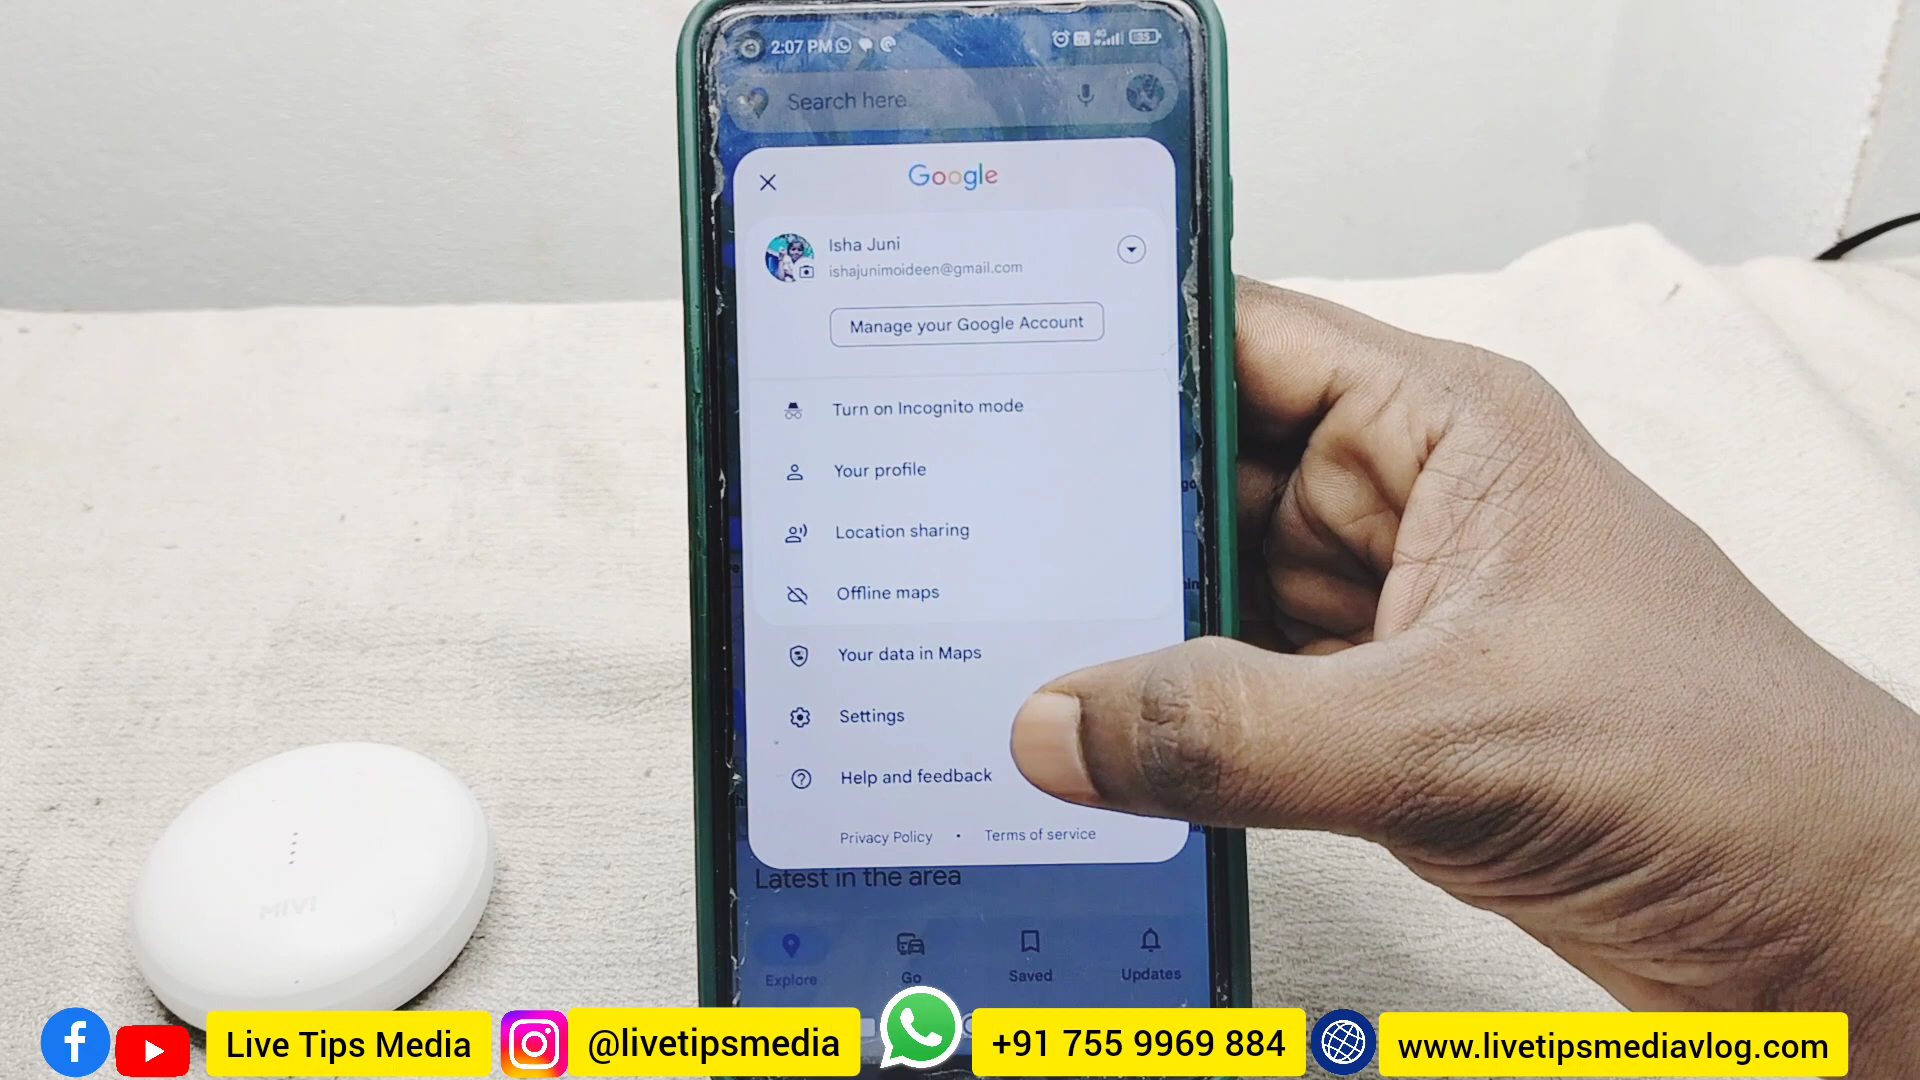 2:07 PM
4G
35
Search here
Google
Isha Juni
ishajunimoideen@gmail.com
Manage your Google Account
Turn on Incognito mode
Your profile
Location sharing
Offline maps
Your data in Maps
Settings
Help and feedback
Privacy Policy • Terms of service
Latest in the area
Explore
Go
Saved
Updates
MIVI
Live Tips Media
@livetipsmedia
+91 755 9969 884
www.livetipsmediavlog.com